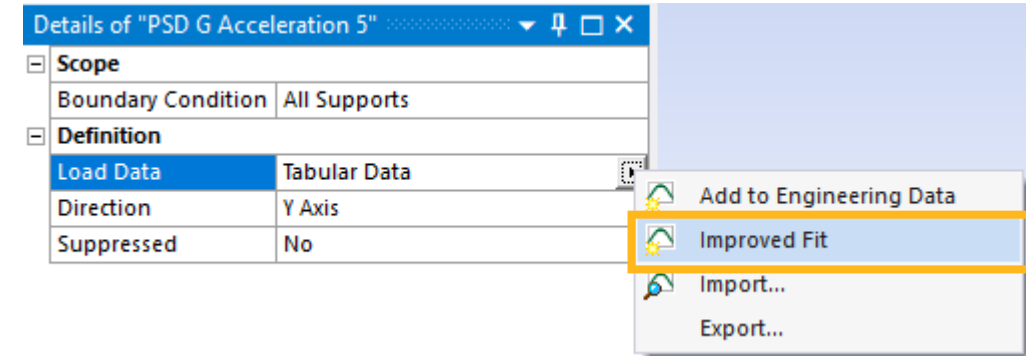 Details of "PSD G Acceleration 5"
Scope
Boundary Condition All Supports
Definition
Load Data Tabular Data
Direction Y Axis
Suppressed No
Add to Engineering Data
Improved Fit
Import...
Export...